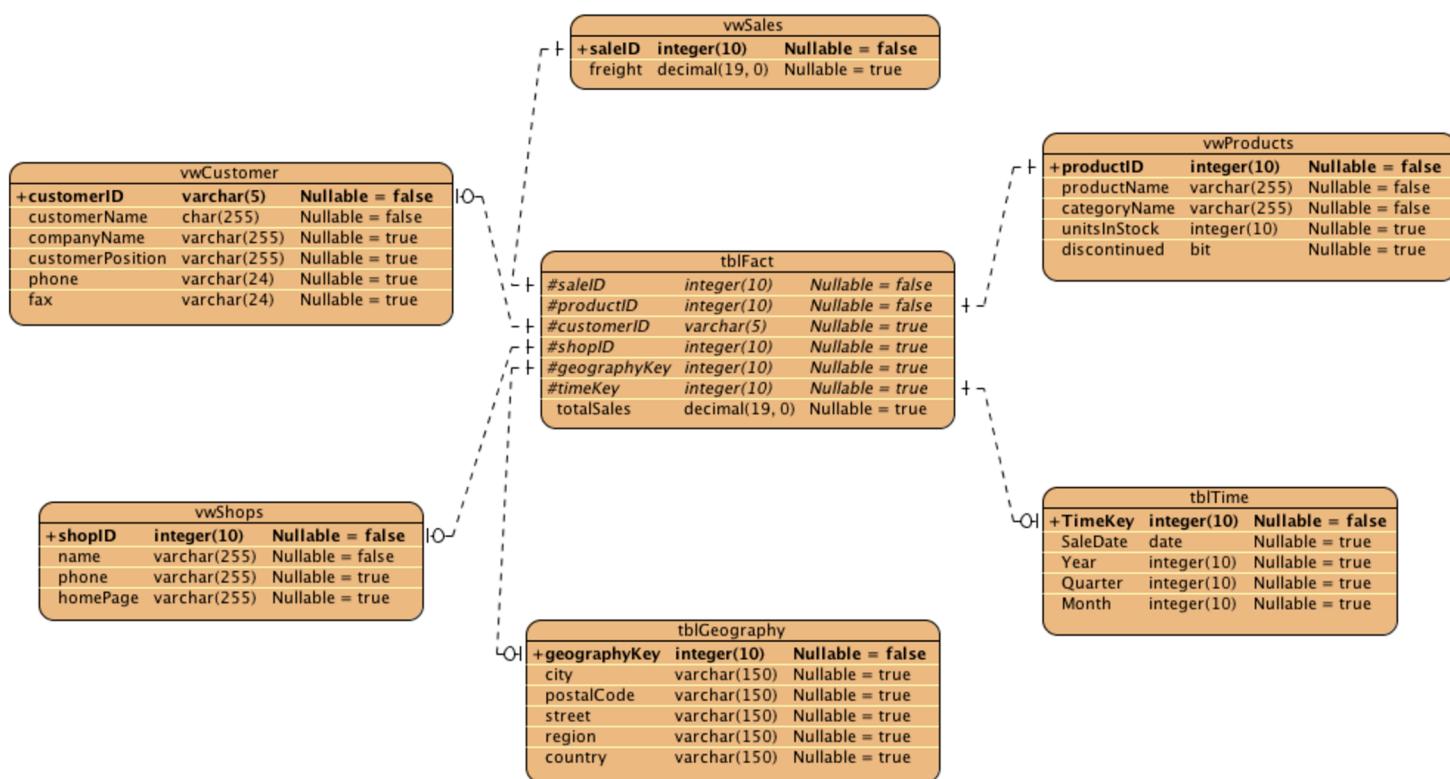 vwSales
+saleID integer(10) Nullable = false
freight decimal(19, 0) Nullable = true
vwProducts
+productID integer(10) Nullable = false
productName varchar(255) Nullable = false
categoryName varchar(255) Nullable = false
unitsInStock integer(10) Nullable = true
discontinued bit Nullable = true
vwCustomer
+customerID varchar(5) Nullable = false
customerName char(255) Nullable = false
companyName varchar(255) Nullable = true
customerPosition varchar(255) Nullable = true
phone varchar(24) Nullable = true
fax varchar(24) Nullable = true
tblFact
#saleID integer(10) Nullable = false
#productID integer(10) Nullable = false
#customerID varchar(5) Nullable = true
#shopID integer(10) Nullable = true
#geographyKey integer(10) Nullable = true
#timeKey integer(10) Nullable = true
totalSales decimal(19, 0) Nullable = true
vwShops
+shopID integer(10) Nullable = false
name varchar(255) Nullable = false
phone varchar(255) Nullable = true
homePage varchar(255) Nullable = true
tblTime
+TimeKey integer(10) Nullable = false
SaleDate date Nullable = true
Year integer(10) Nullable = true
Quarter integer(10) Nullable = true
Month integer(10) Nullable = true
tblGeography
+geographyKey integer(10) Nullable = false
city varchar(150) Nullable = true
postalCode varchar(150) Nullable = true
street varchar(150) Nullable = true
region varchar(150) Nullable = true
country varchar(150) Nullable = true